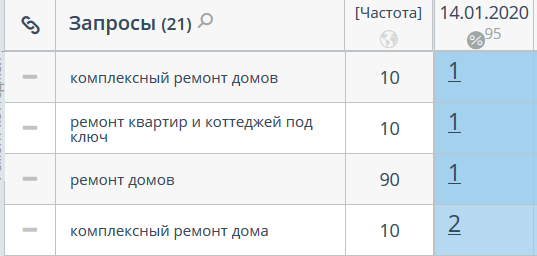 Запросы (21) [Частота] 14.01.2020
% 95
комплексный ремонт домов 10 1
ремонт квартир и коттеджей под
ключ 10 1
ремонт домов 90 1
комплексный ремонт дома 10 2